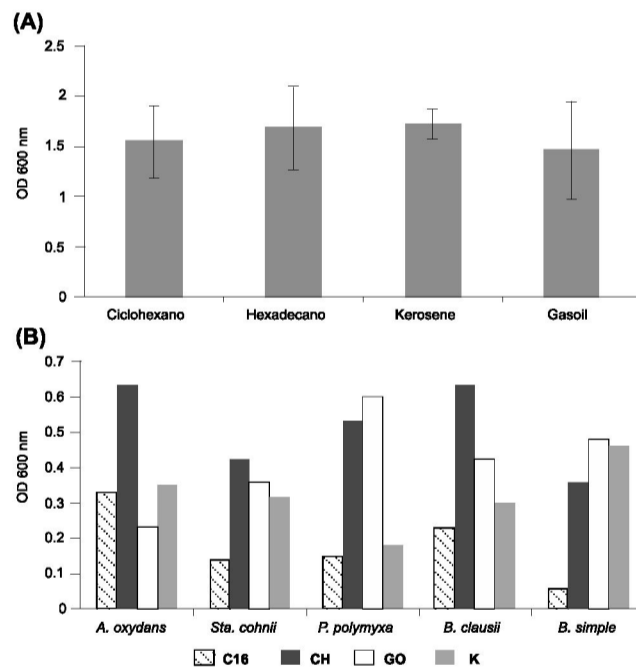 (A)
2.5
2
1.5
1
0.5
0
OD 600 nm
Ciclohexano Hexadecano Kerosene Gasoil
(B)
0.7
0.6
0.5
0.4
0.3
0.2
0.1
0
OD 600 nm
A. oxydans Sta. cohnii P. polymyxa B. clausii B. simple
C16 CH GO K